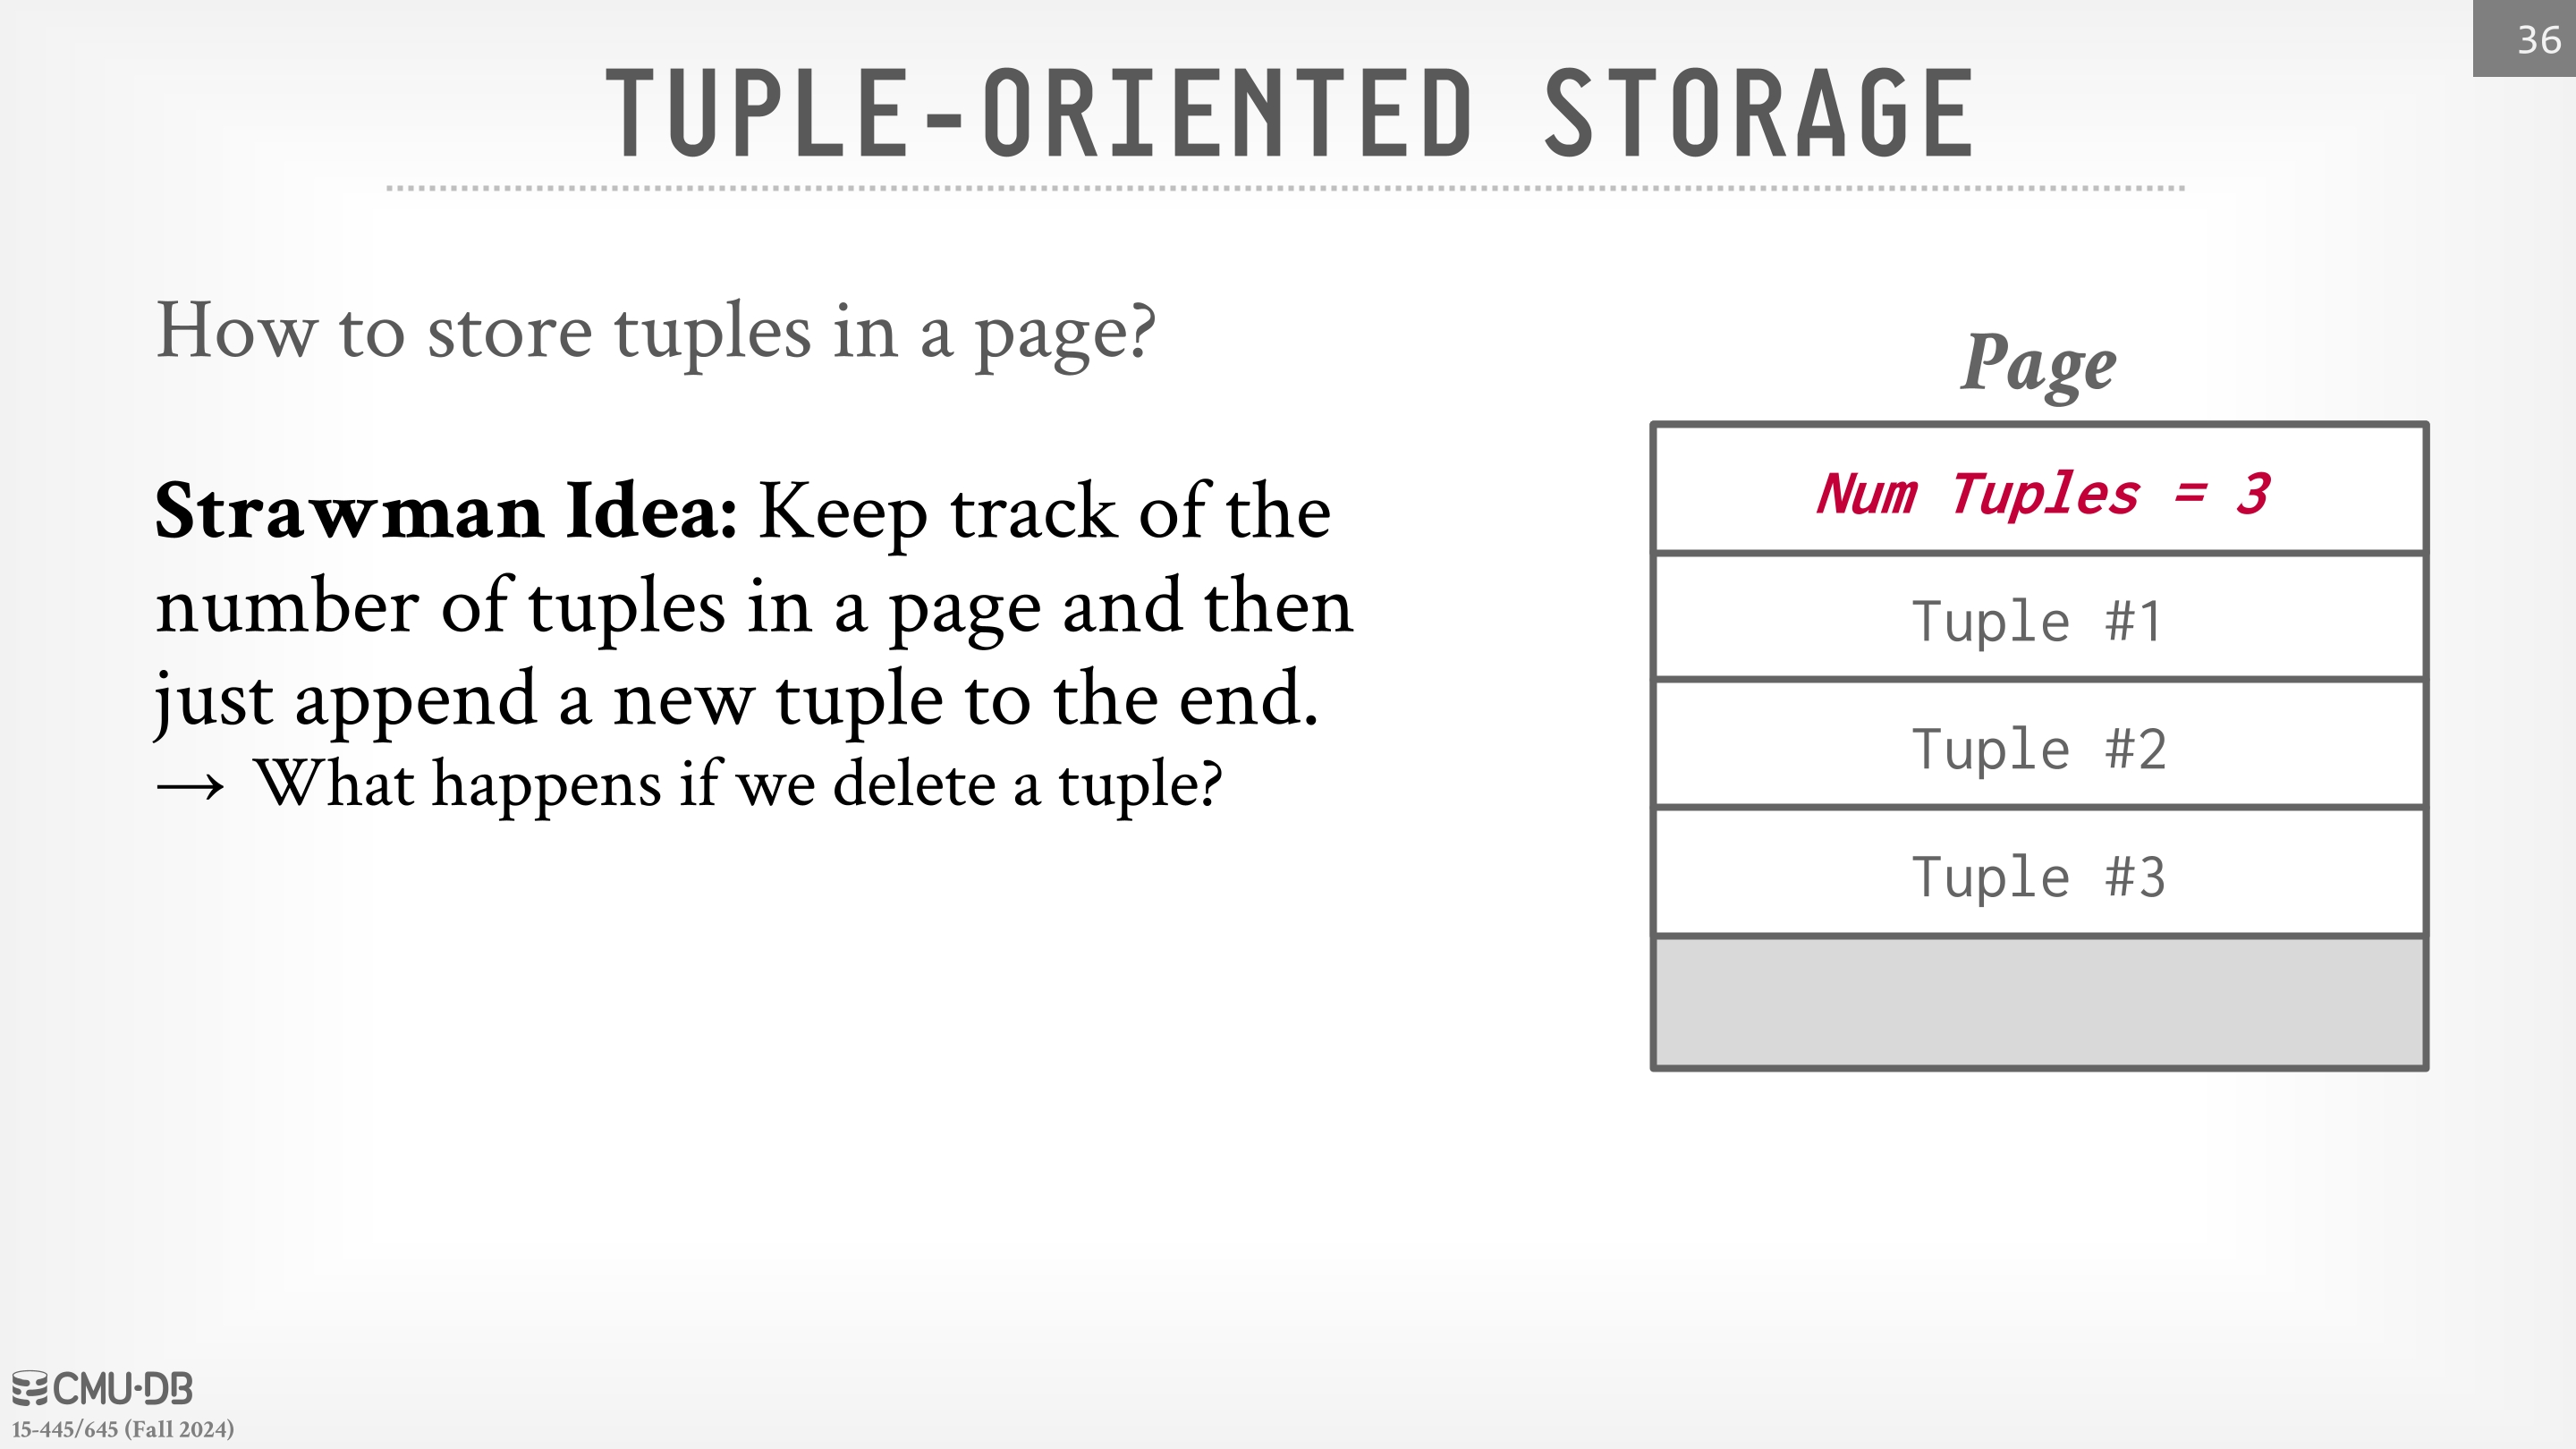 36
TUPLE-ORIENTED STORAGE
How to store tuples in a page?
Strawman Idea: Keep track of the
number of tuples in a page and then
just append a new tuple to the end.
→ What happens if we delete a tuple?
Page
Num Tuples = 3
Tuple #1
Tuple #2
Tuple #3
CMU·DB
15-445/645 (Fall 2024)